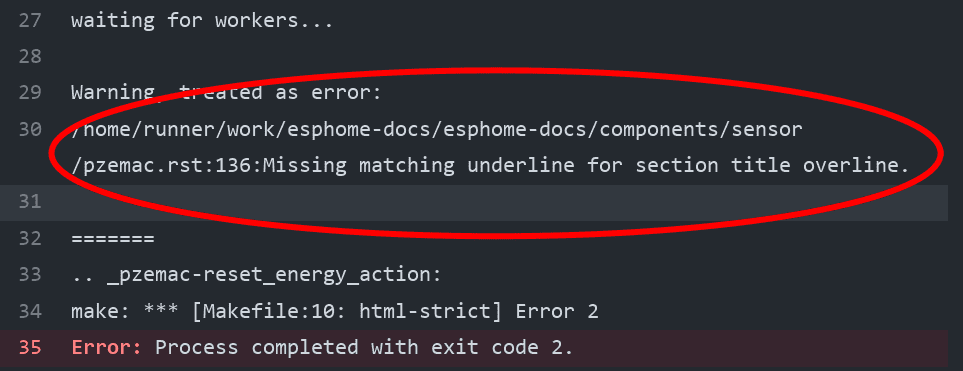 27 waiting for workers...
28
29 Warning, treated as error:
30 /home/runner/work/esphome-docs/esphome-docs/components/sensor
/pzemac.rst:136:Missing matching underline for section title overline.
31
32 =======
33 .. _pzemac-reset_energy_action:
34 make: *** [Makefile:10: html-strict] Error 2
35 Error: Process completed with exit code 2.